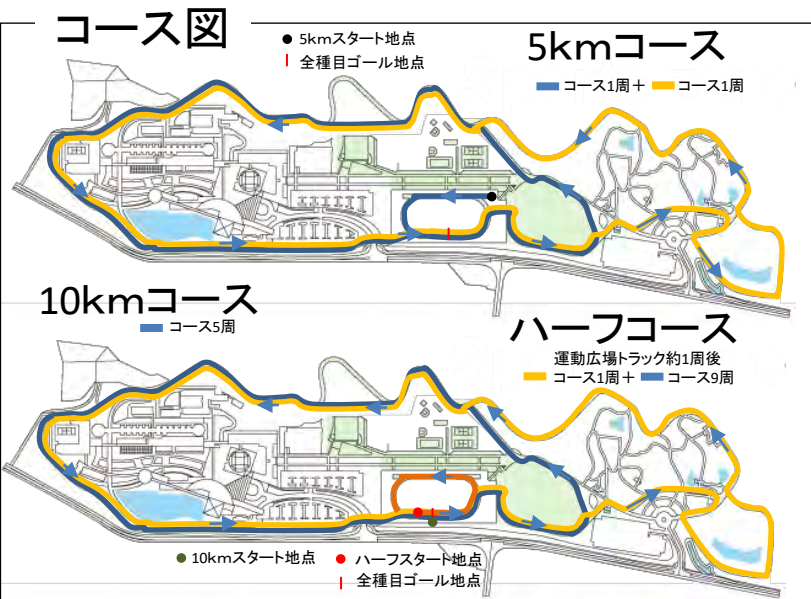 コース図
● 5kmスタート地点
| 全種目ゴール地点
5kmコース
コース1周＋ コース1周
10kmコース
コース5周
ハーフコース
運動広場トラック約1周後
コース1周＋ コース9周
● 10kmスタート地点 ● ハーフスタート地点
| 全種目ゴール地点